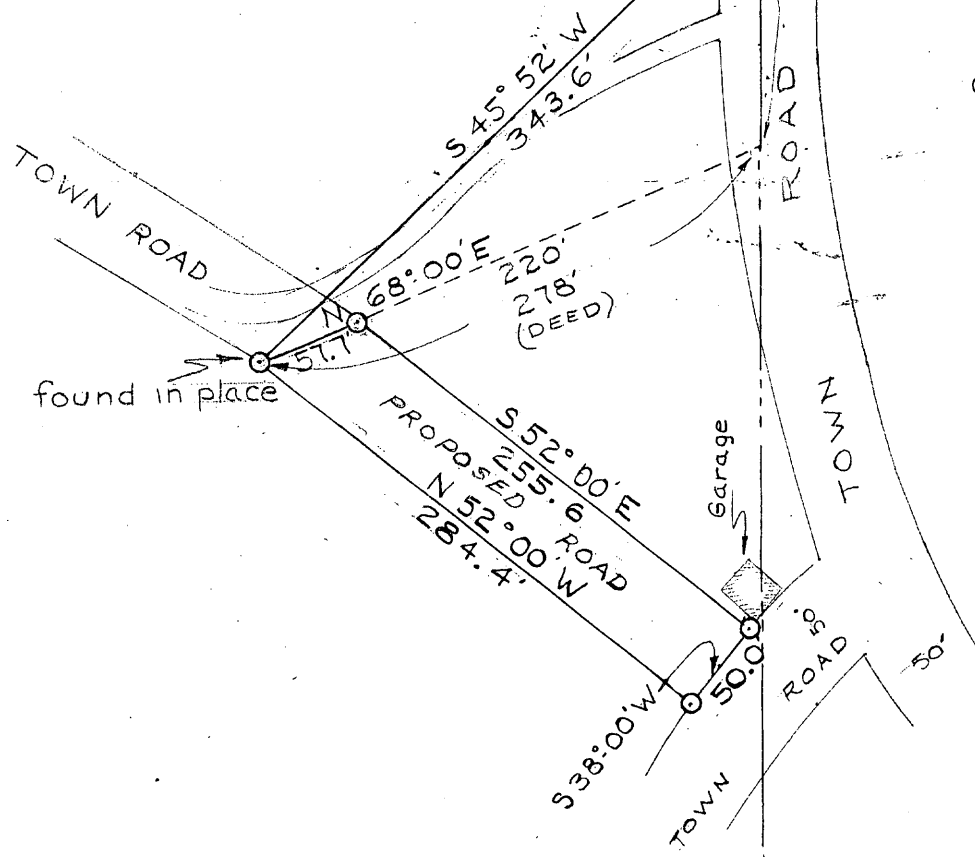 S 45° 52' W
343.6'
TOWN ROAD
ROAD
N 68°00'E
220'
278'
(DEED)
57.7'
found in place
S 52°00'E
255.6
PROPOSED ROAD
N 52°00'W
284.4'
Garage
TOWN
50'
50'
50.0
S 38°00'W
TOWN ROAD